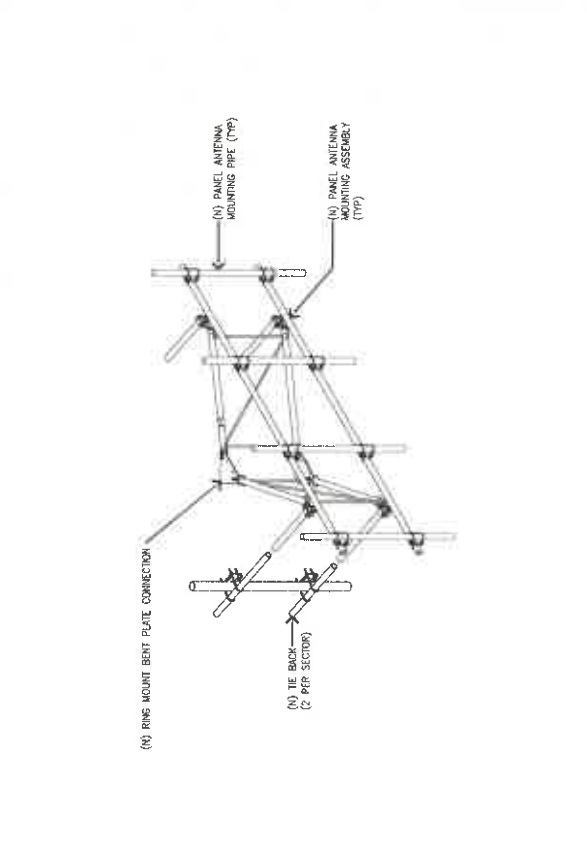 (N) RING MOUNT BENT PLATE CONNECTION
(N) TIE BACK
(2 PER SECTOR)
(N) PANEL ANTENNA
MOUNTING PIPE (TYP)
(N) PANEL ANTENNA
MOUNTING ASSEMBLY
(TYP)